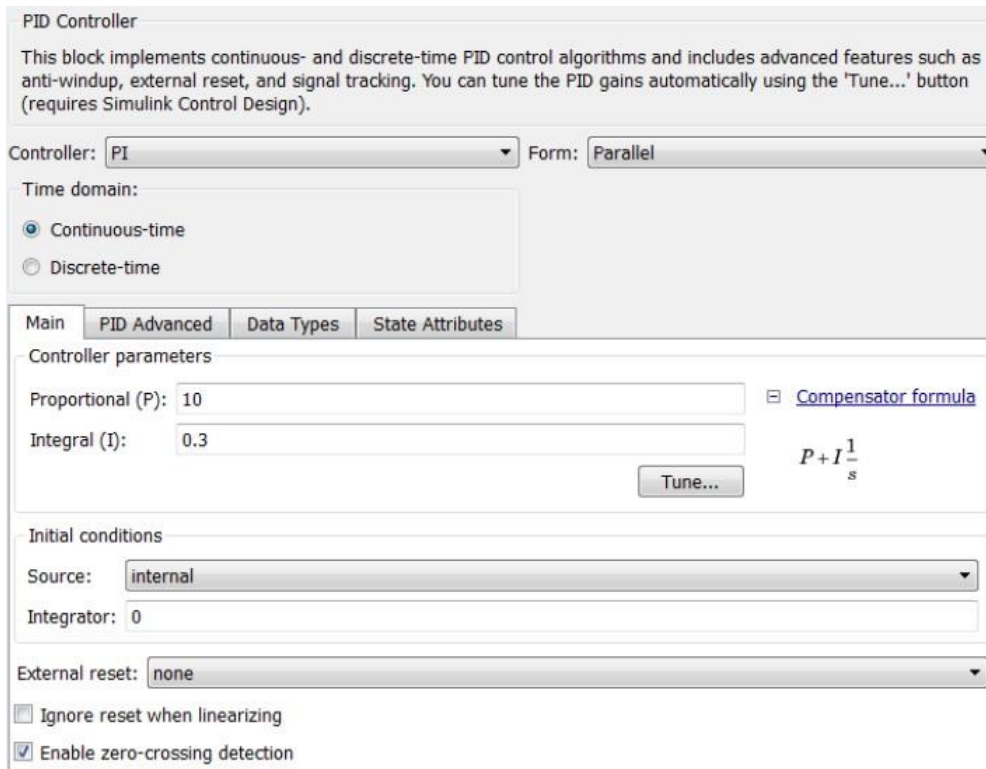 PID Controller
This block implements continuous- and discrete-time PID control algorithms and includes advanced features such as
anti-windup, external reset, and signal tracking. You can tune the PID gains automatically using the 'Tune...' button
(requires Simulink Control Design).
Controller: PI Form: Parallel
Time domain:
Continuous-time
Discrete-time
Main PID Advanced Data Types State Attributes
Controller parameters
Proportional (P): 10 Compensator formula
Integral (I): 0.3
P + I 1/s
Tune...
Initial conditions
Source: internal
Integrator: 0
External reset: none
Ignore reset when linearizing
Enable zero-crossing detection